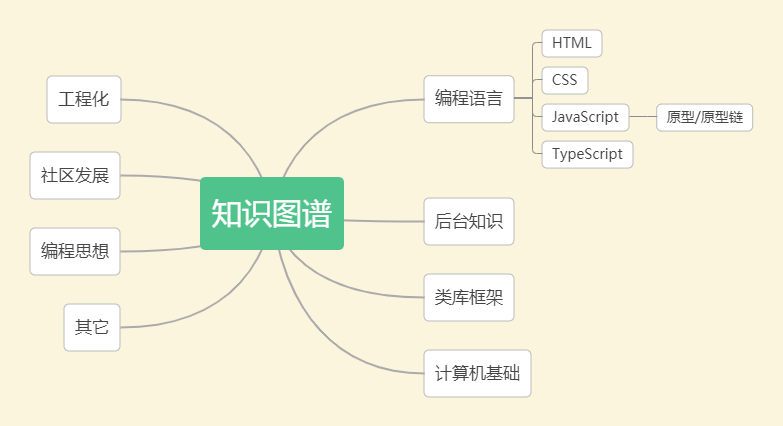 知识图谱
编程语言
HTML
CSS
JavaScript
原型/原型链
TypeScript
后台知识
类库框架
计算机基础
工程化
社区发展
编程思想
其它